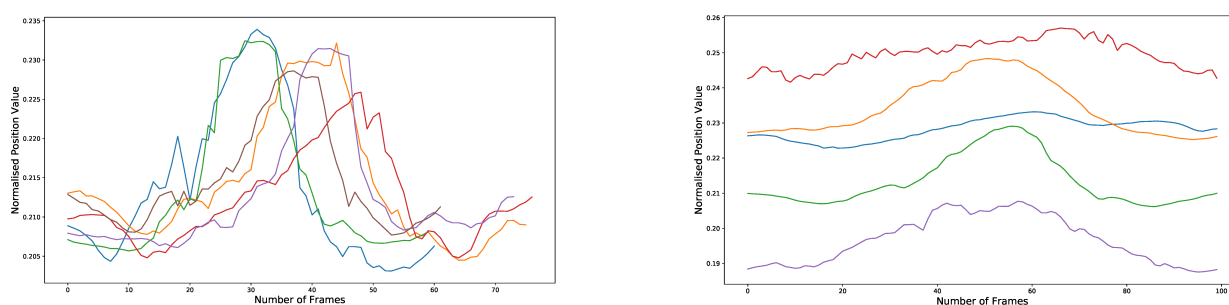 0.235
0.230
0.225
0.220
0.215
0.210
0.205
Normalised Position Value
0 10 20 30 40 50 60 70
Number of Frames
0.26
0.25
0.24
0.23
0.22
0.21
0.20
0.19
Normalised Position Value
0 20 40 60 80 100
Number of Frames